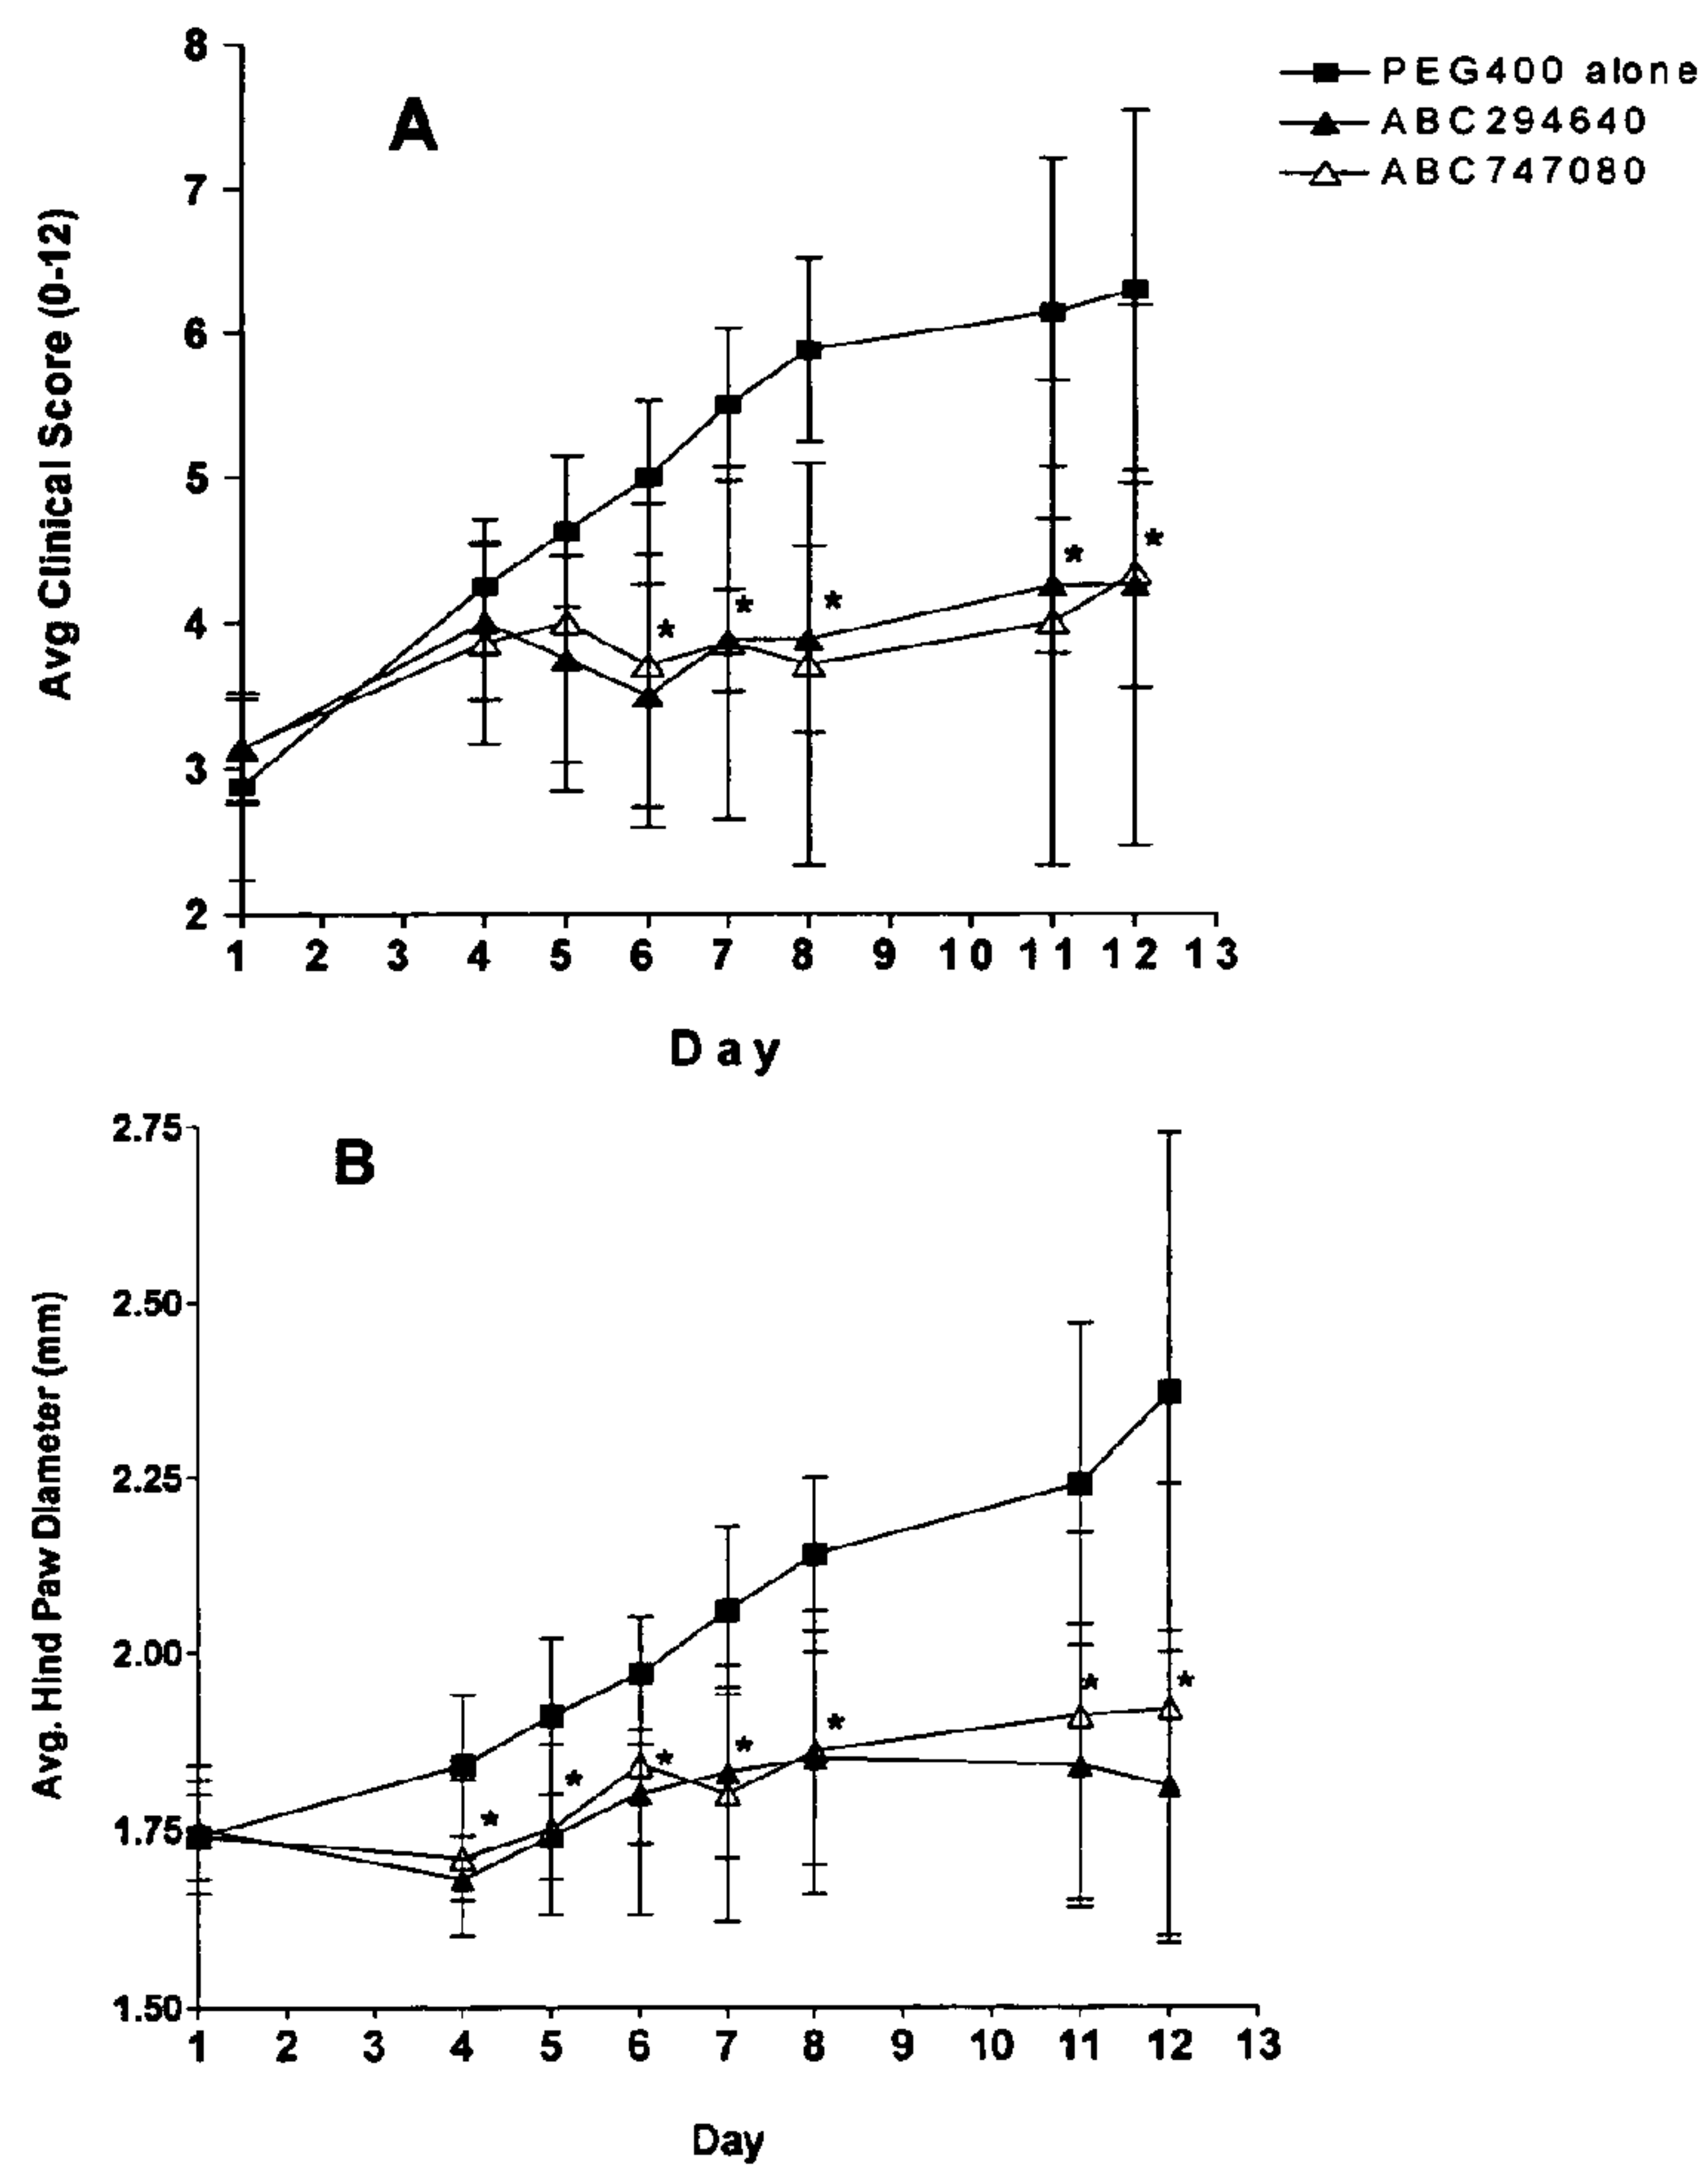 A
PEG400 alone
ABC294640
ABC747080
Avg Clinical Score (0-12)
8
7
6
5
4
3
2
* * * * *
1 2 3 4 5 6 7 8 9 10 11 12 13
Day
B
Avg. Hind Paw Diameter (mm)
2.75
2.50
2.25
2.00
1.75
1.50
* * * * * * *
1 2 3 4 5 6 7 8 9 10 11 12 13
Day